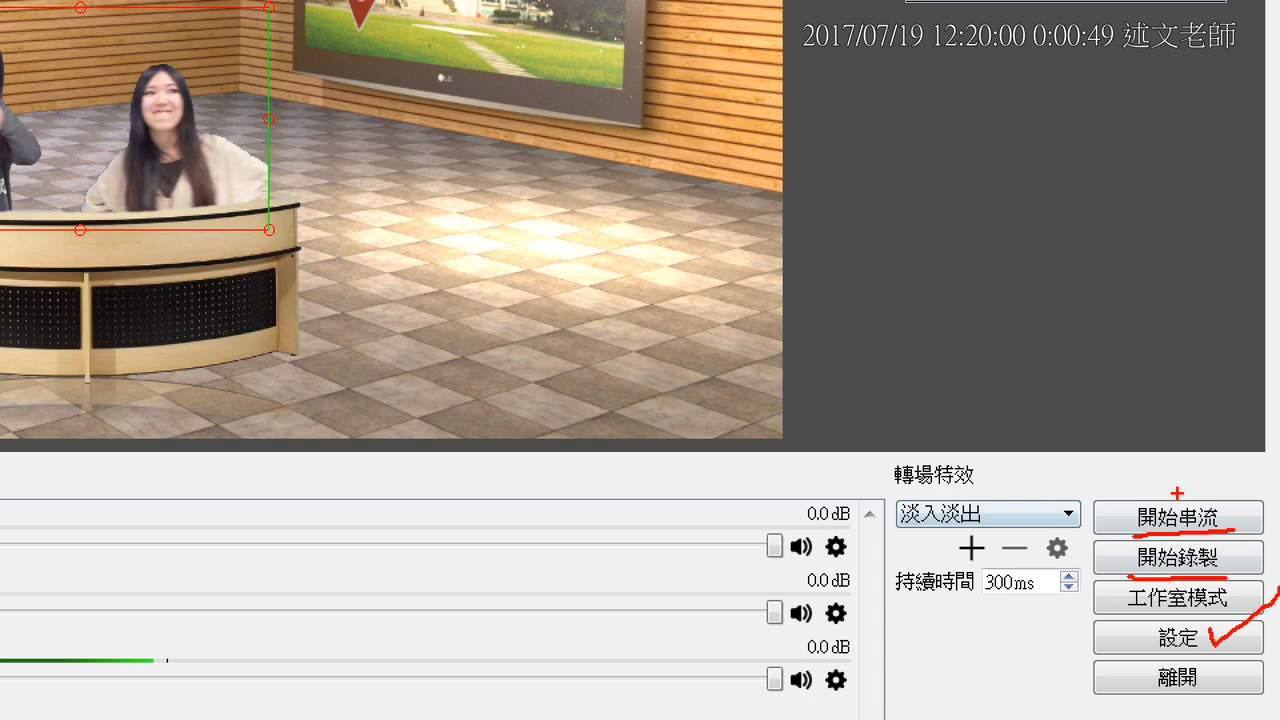 2017/07/19 12:20:00 0:00:49 述文老師
LG
轉場特效
0.0 dB
淡入淡出
開始串流
開始錄製
0.0 dB
持續時間 300ms
工作室模式
設定
0.0 dB
離開